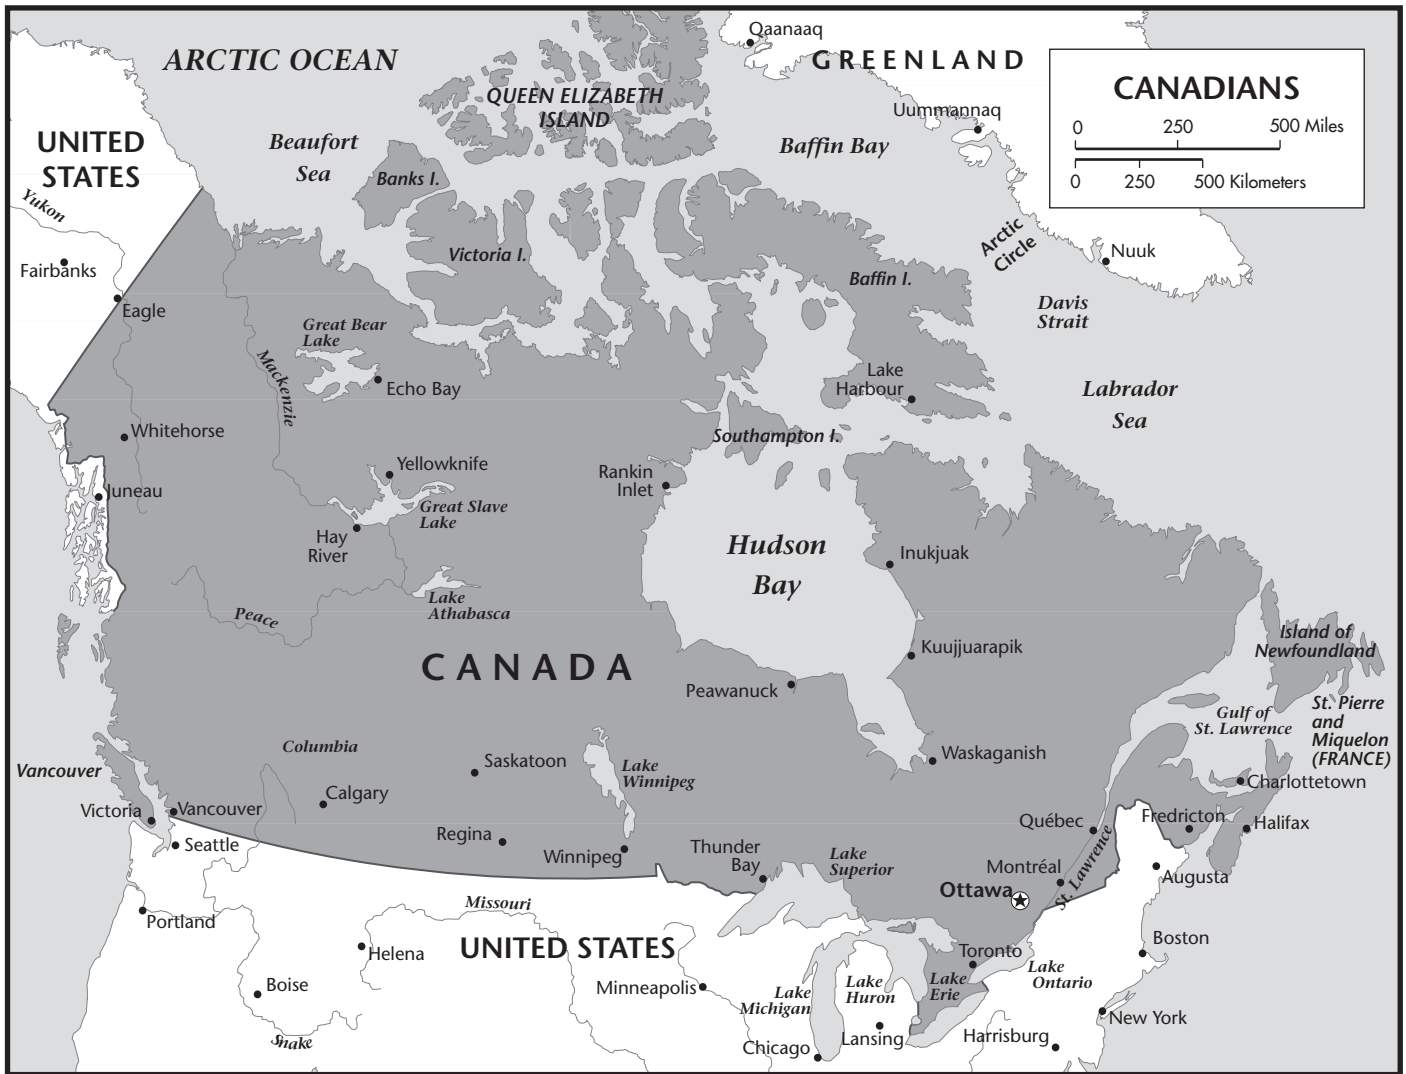 Qaanaaq
ARCTIC OCEAN
GREENLAND
CANADIANS
0 250 500 Miles
0 250 500 Kilometers
QUEEN ELIZABETH
ISLAND
Uummannaq
UNITED
STATES
Beaufort
Sea
Baffin Bay
Banks I.
Yukon
Arctic
Circle
Nuuk
Victoria I.
Fairbanks
Baffin I.
Eagle
Davis
Strait
Great Bear
Lake
Mackenzie
Echo Bay
Lake
Harbour
Labrador
Sea
Whitehorse
Southampton I.
Yellowknife
Rankin
Inlet
Juneau
Great Slave
Lake
Hay
River
Hudson
Bay
Inukjuak
Lake
Athabasca
Peace
Island of
Newfoundland
CANADA
Kuujjuarapik
Peawanuck
St. Pierre
and
Miquelon
(FRANCE)
Gulf of
St. Lawrence
Columbia
Waskaganish
Saskatoon
Lake
Winnipeg
Vancouver
Charlottetown
Calgary
Victoria
Vancouver
Québec
Fredricton
Halifax
Seattle
Regina
Winnipeg
Thunder
Bay
Lake
Superior
Montréal
St. Lawrence
Ottawa
Augusta
Portland
Missouri
UNITED STATES
Helena
Boston
Toronto
Lake
Ontario
Boise
Minneapolis
Lake
Michigan
Lake
Huron
Lake
Erie
New York
Snake
Chicago
Lansing
Harrisburg